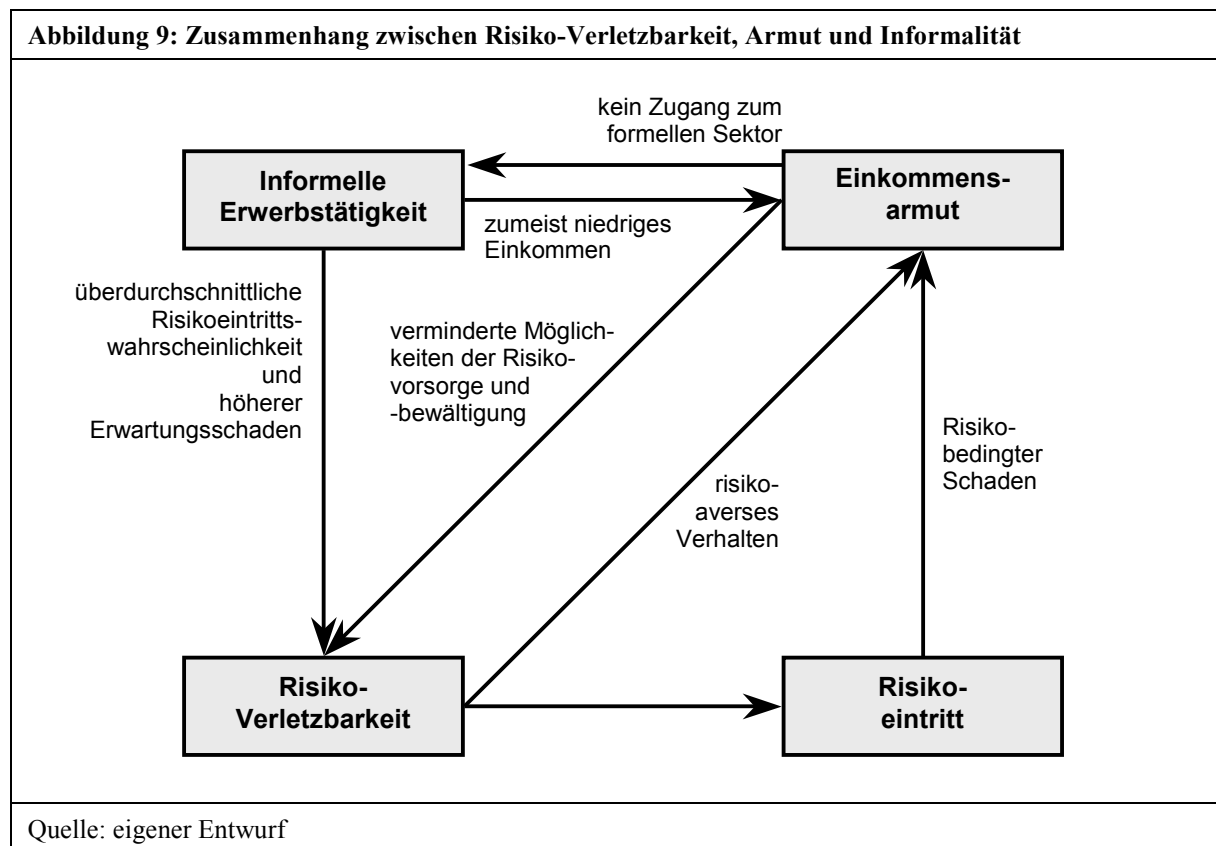 Abbildung 9: Zusammenhang zwischen Risiko-Verletzbarkeit, Armut und Informalität
kein Zugang zum
formellen Sektor
Informelle
Erwerbstätigkeit
Einkommens-
armut
zumeist niedriges
Einkommen
überdurchschnittliche
Risikoeintritts-
wahrscheinlichkeit
und
höherer
Erwartungsschaden
verminderte Möglich-
keiten der Risiko-
vorsorge und
-bewältigung
risiko-
averses
Verhalten
Risiko-
bedingter
Schaden
Risiko-
Verletzbarkeit
Risiko-
eintritt
Quelle: eigener Entwurf